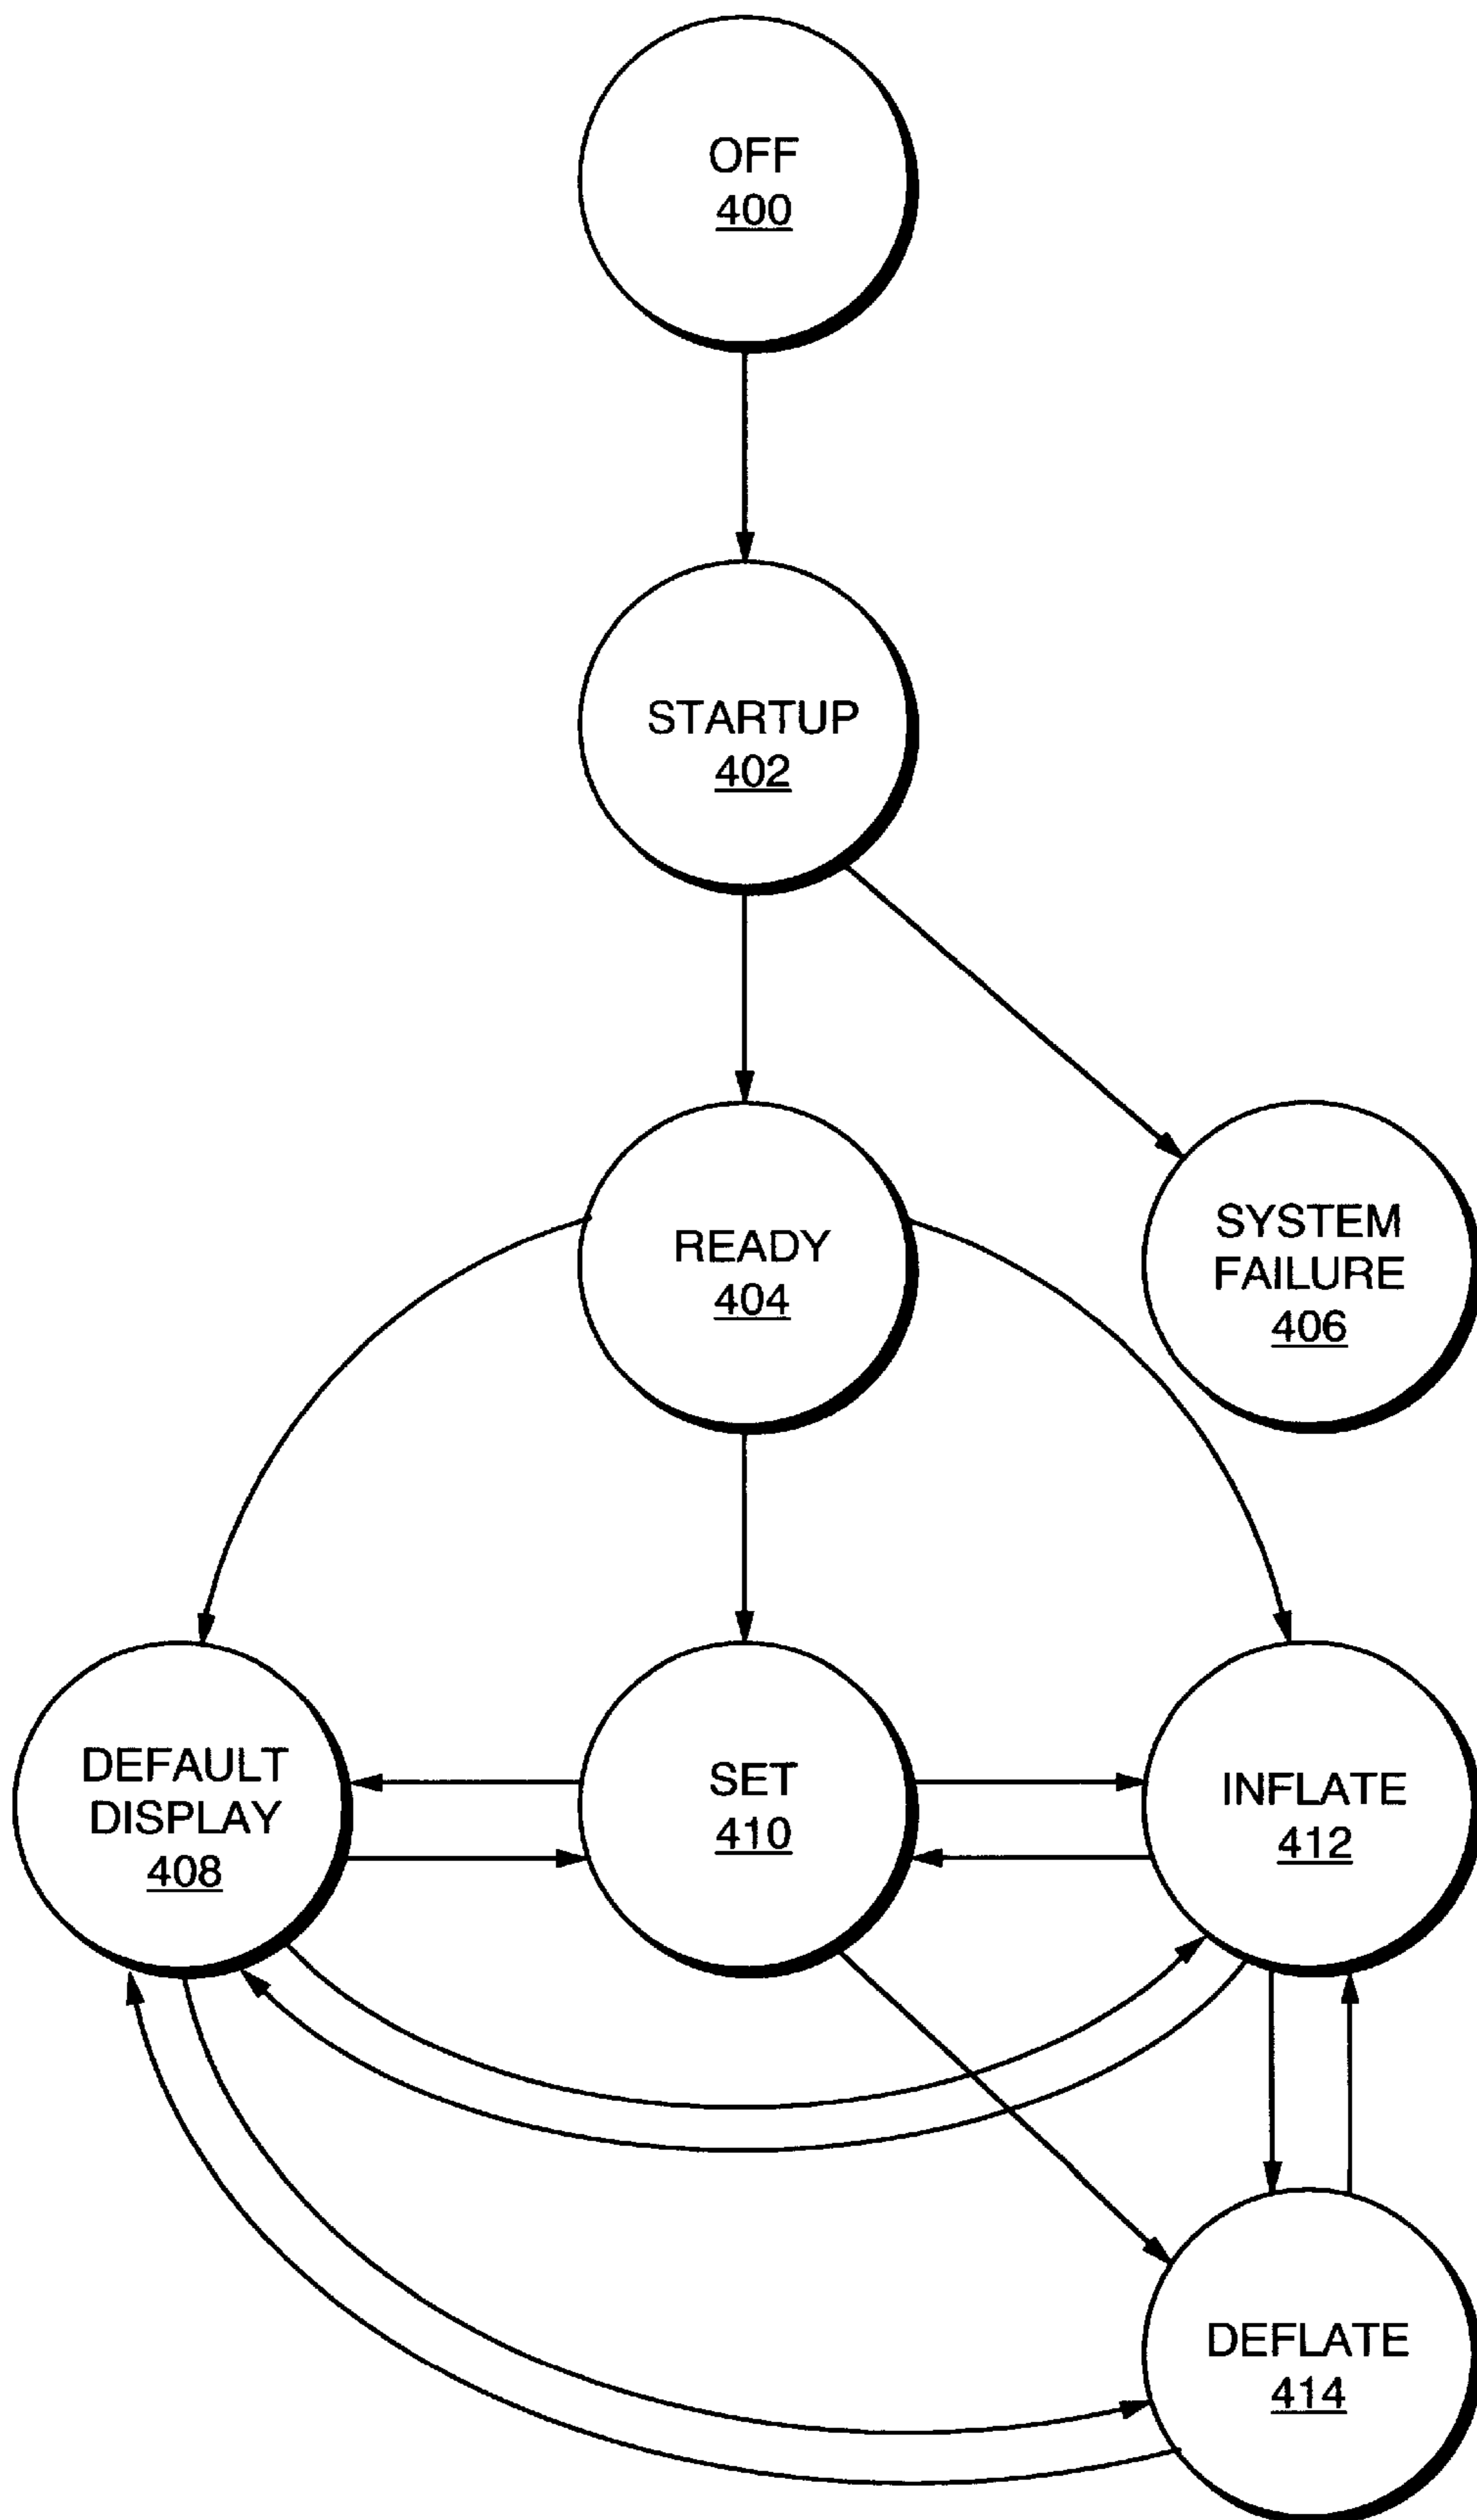 OFF
400
STARTUP
402
READY
404
SYSTEM
FAILURE
406
DEFAULT
DISPLAY
408
SET
410
INFLATE
412
DEFLATE
414